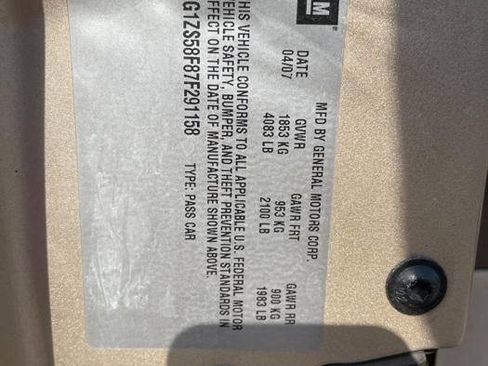 GM
MFD BY GENERAL MOTORS CORP.
DATE GVWR GAWR FRT GAWR RR
04/07 1853 KG 953 KG 900 KG
4083 LB 2100 LB 1983 LB
THIS VEHICLE CONFORMS TO ALL APPLICABLE U.S. FEDERAL MOTOR
VEHICLE SAFETY, BUMPER, AND THEFT PREVENTION STANDARDS IN
EFFECT ON THE DATE OF MANUFACTURE SHOWN ABOVE.
G1ZS58F87F291158 TYPE: PASS CAR